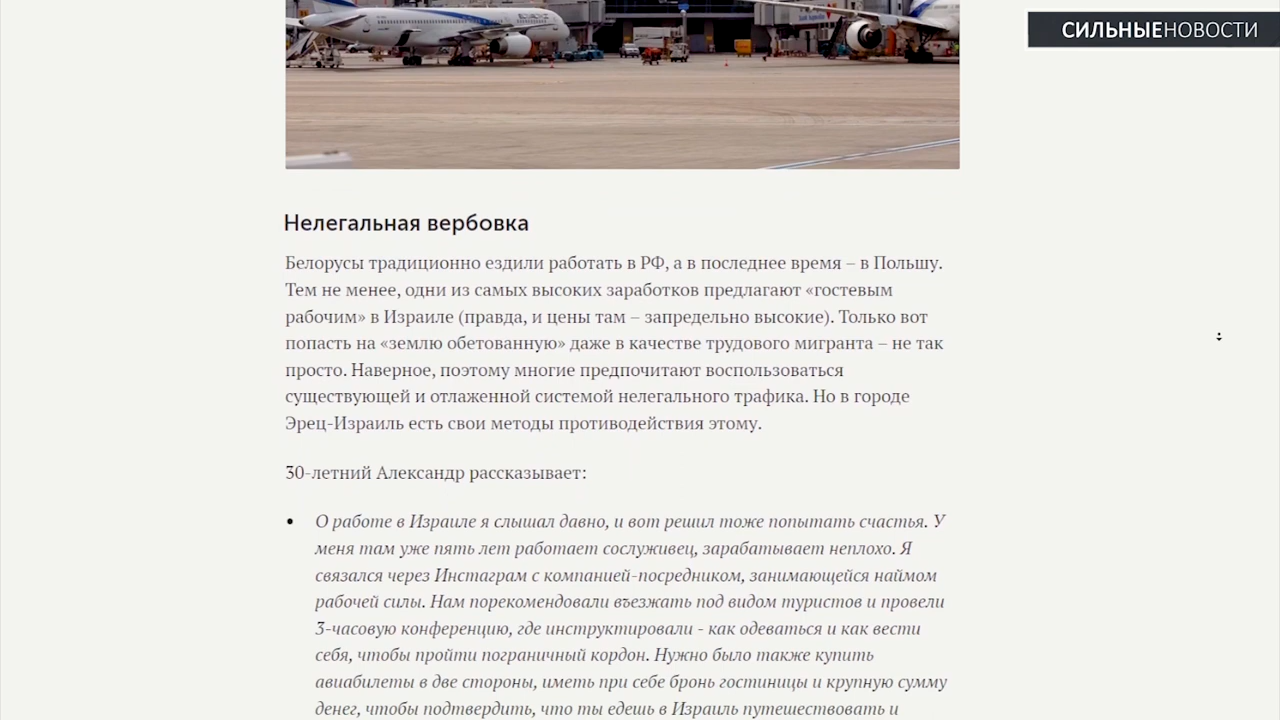 СИЛЬНЫЕНОВОСТИ
Нелегальная вербовка
Белорусы традиционно ездили работать в РФ, а в последнее время – в Польшу.
Тем не менее, одни из самых высоких заработков предлагают «гостевым
рабочим» в Израиле (правда, и цены там – запредельно высокие). Только вот
попасть на «землю обетованную» даже в качестве трудового мигранта – не так
просто. Наверное, поэтому многие предпочитают воспользоваться
существующей и отлаженной системой нелегального трафика. Но в городе
Эрец-Израиль есть свои методы противодействия этому.
30-летний Александр рассказывает:
• О работе в Израиле я слышал давно, и вот решил тоже попытать счастья. У
меня там уже пять лет работает сослуживец, зарабатывает неплохо. Я
связался через Инстаграм с компанией-посредником, занимающейся наймом
рабочей силы. Нам порекомендовали въезжать под видом туристов и провели
3-часовую конференцию, где инструктировали - как одеваться и как вести
себя, чтобы пройти пограничный кордон. Нужно было также купить
авиабилеты в две стороны, иметь при себе бронь гостиницы и крупную сумму
денег, чтобы подтвердить, что ты едешь в Израиль путешествовать и